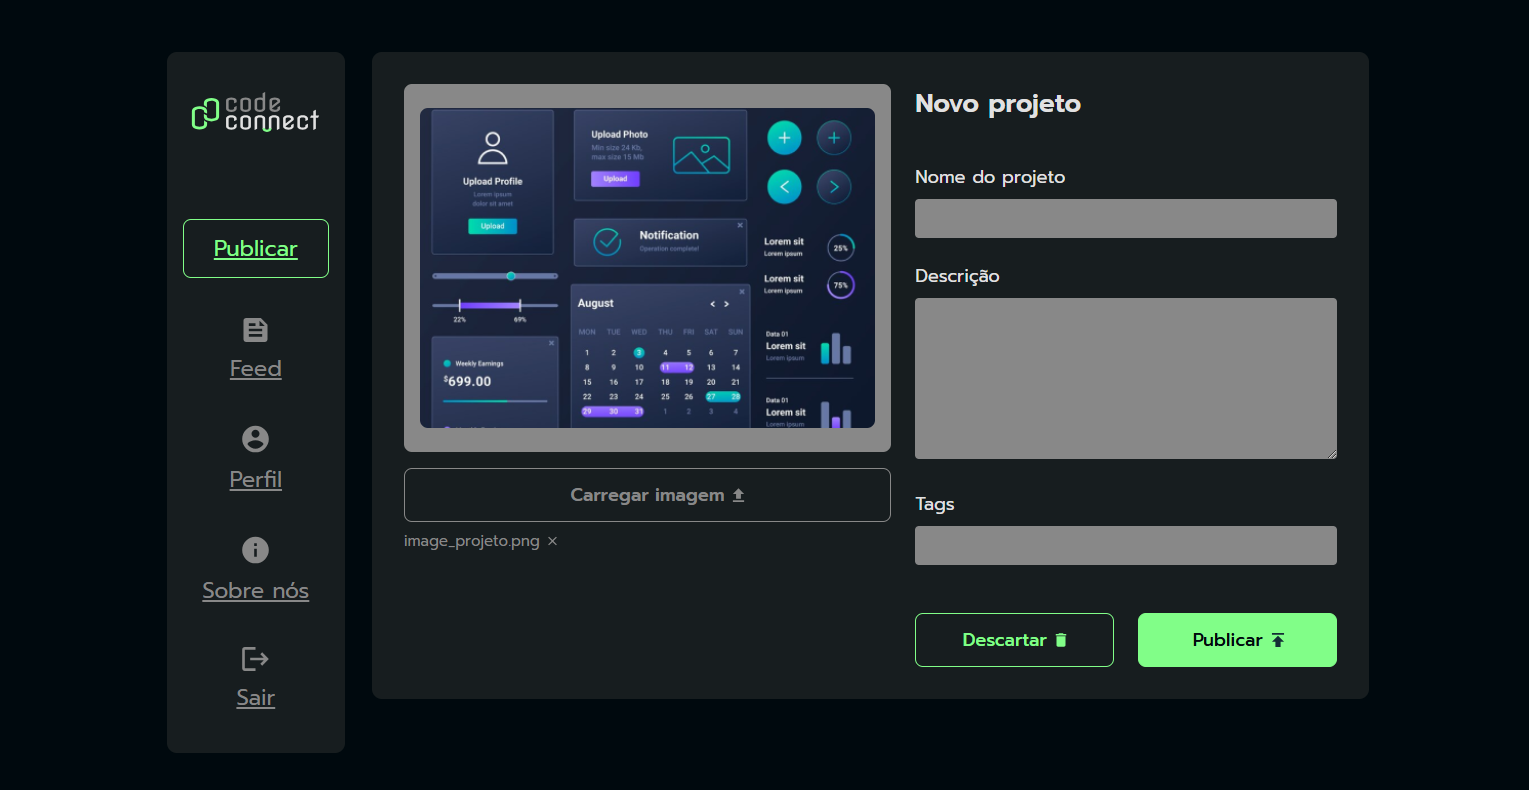 code
connect
Publicar
Feed
Perfil
Sobre nós
Sair
Upload Profile
Lorem ipsum
dolor sit amet
Upload
22% 69%
Weekly Earnings
$699.00
Upload Photo
Min size 24 Kb,
max size 15 Mb
Upload
Notification
Operation complete!
August
MON TUE WED THU FRI SAT SUN
1 2 3 4 5 6 7
8 9 10 11 12 13 14
15 16 17 18 19 20 21
22 23 24 25 26 27 28
29 30 31 1 2 3 4
Lorem sit
Lorem ipsum
25%
Lorem sit
Lorem ipsum
75%
Data 01
Lorem sit
Lorem ipsum
Data 01
Lorem sit
Lorem ipsum
Carregar imagem
image_projeto.png
Novo projeto
Nome do projeto
Descrição
Tags
Descartar
Publicar